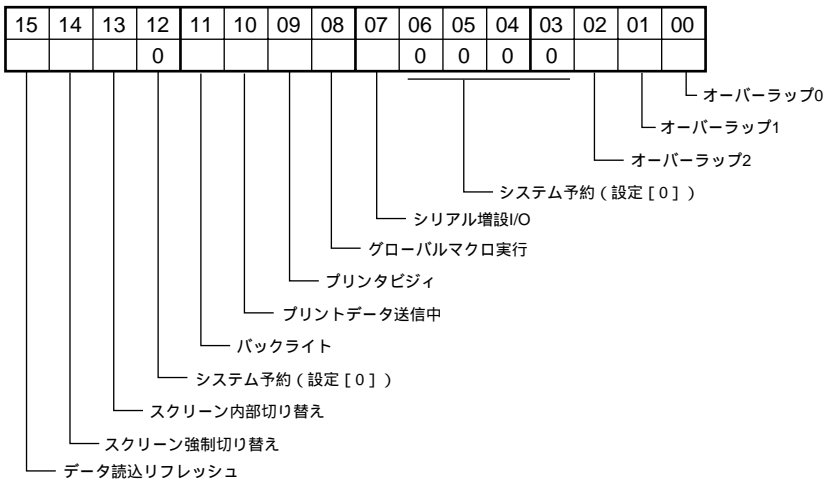 15 14 13 12 11 10 09 08 07 06 05 04 03 02 01 00
0 0 0 0 0
オーバーラップ0
オーバーラップ1
オーバーラップ2
システム予約（設定［0］）
シリアル増設I/O
グローバルマクロ実行
プリンタビジィ
プリントデータ送信中
バックライト
システム予約（設定［0］）
スクリーン内部切り替え
スクリーン強制切り替え
データ読込リフレッシュ